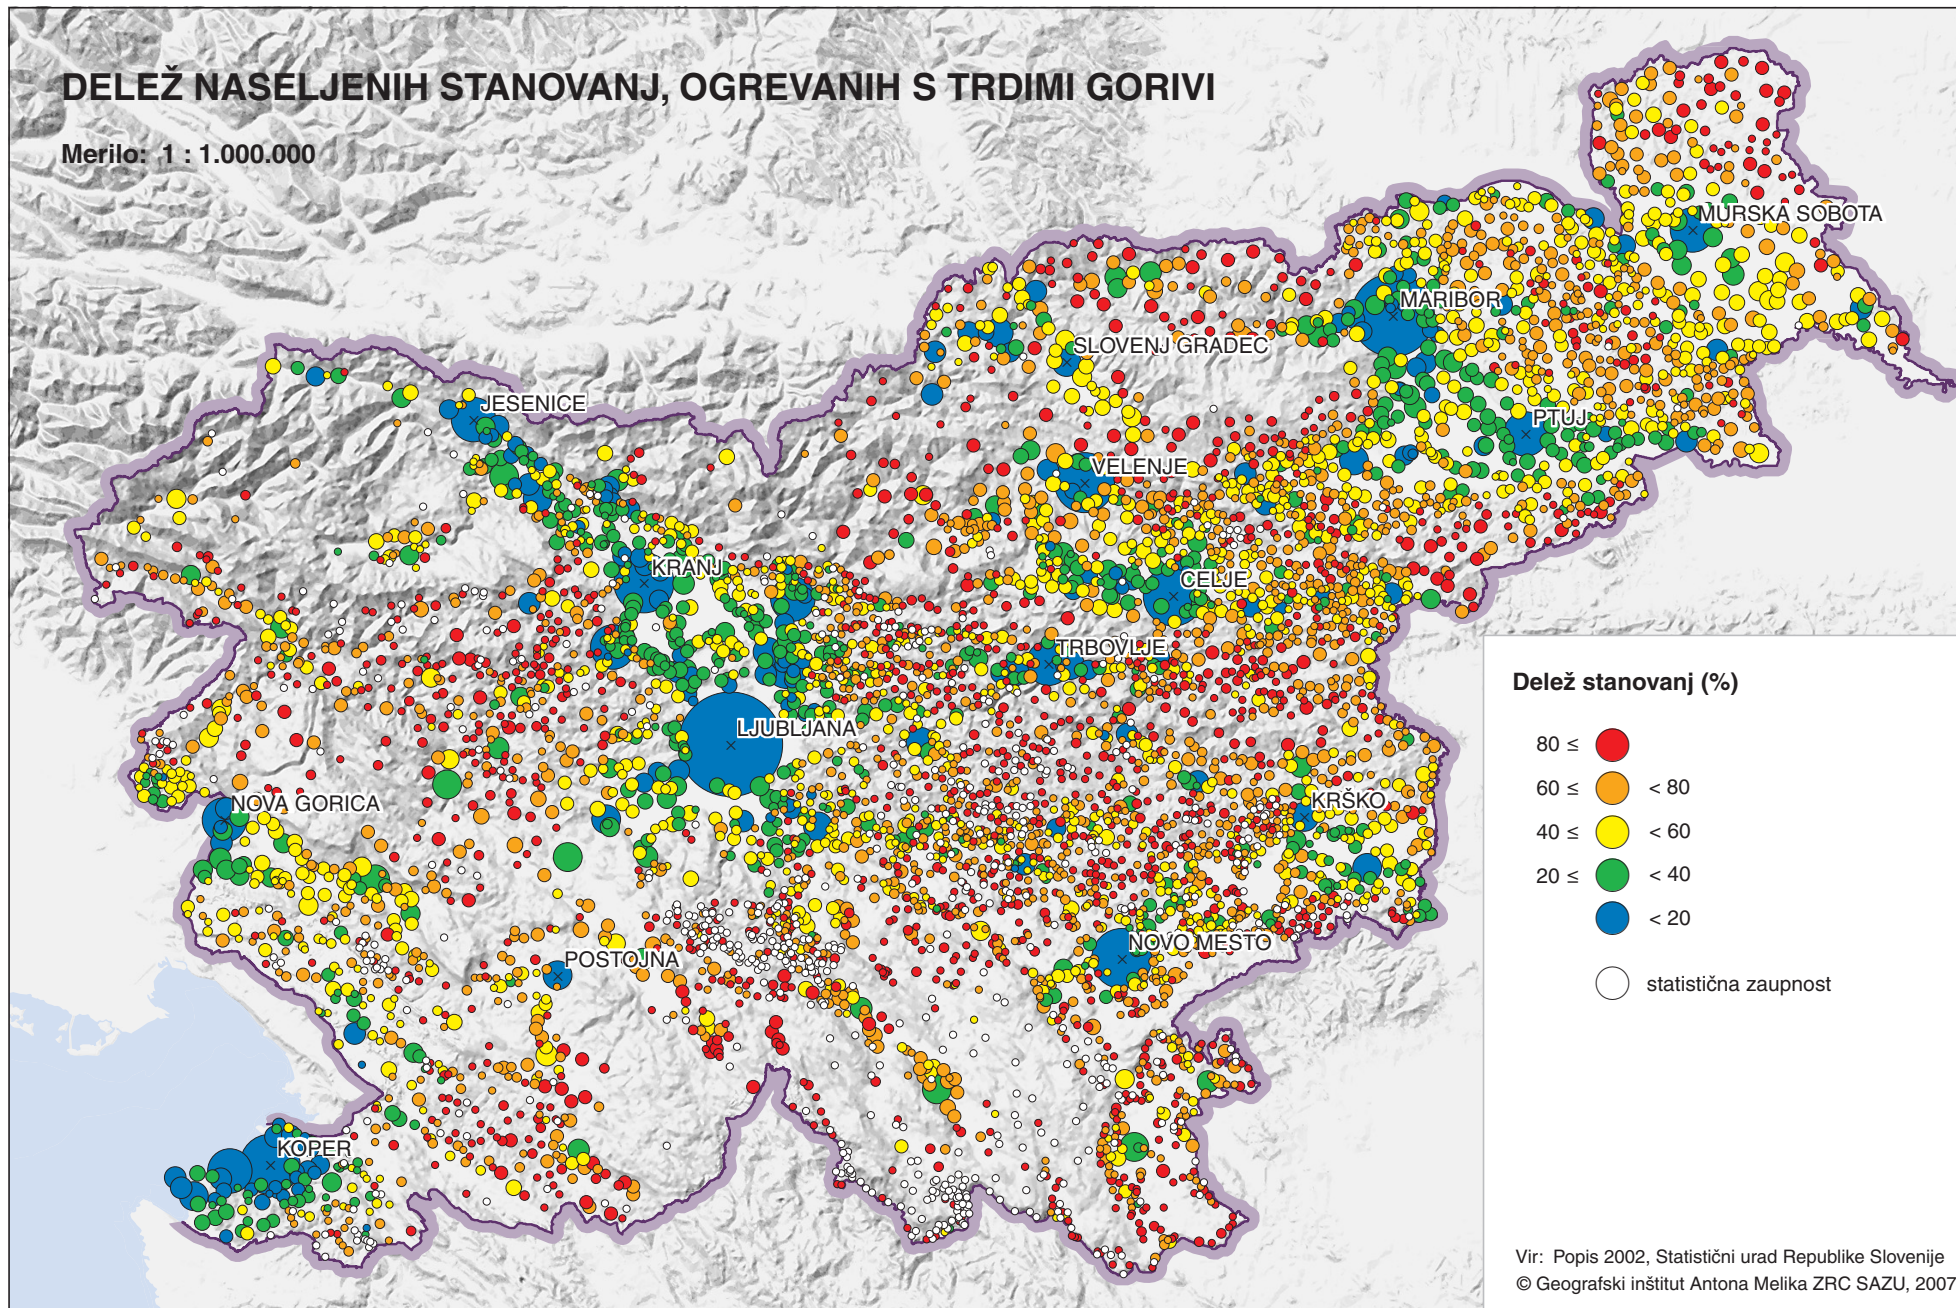 DELEŽ NASELJENIH STANOVANJ, OGREVANIH S TRDIMI GORIVI
Merilo: 1 : 1.000.000
MURSKA SOBOTA
MARIBOR
SLOVENJ GRADEC
JESENICE
PTUJ
VELENJE
KRANJ
CELJE
TRBOVLJE
LJUBLJANA
NOVA GORICA
KRŠKO
NOVO MESTO
POSTOJNA
KOPER
Delež stanovanj (%)
80 ≤
60 ≤ < 80
40 ≤ < 60
20 ≤ < 40
< 20
statistična zaupnost
Vir: Popis 2002, Statistični urad Republike Slovenije
© Geografski inštitut Antona Melika ZRC SAZU, 2007